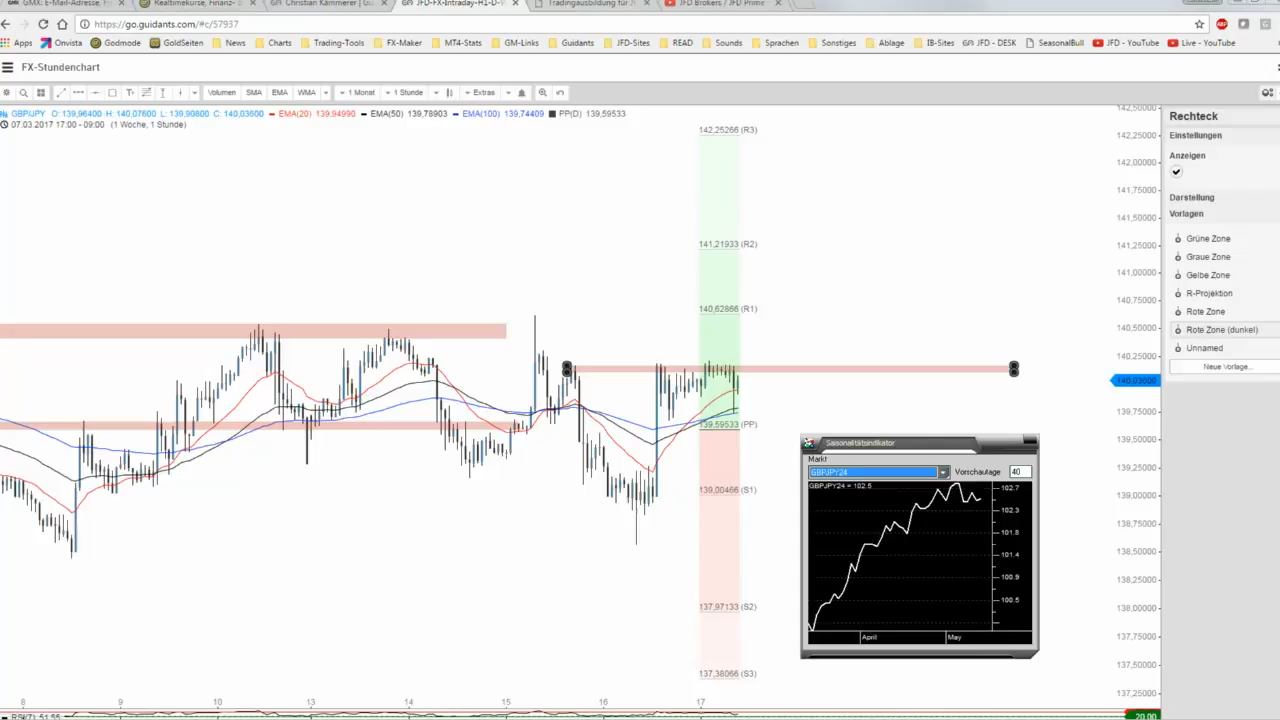 GMX: E-Mail-Adresse, F
Realtimekurse, Finanz-
Christian Kämmerer | Gui
JFD-FX-Intraday-H1-D-W
Tradingausbildung für
JFD Brokers / JFD Prime
https://go.guidants.com/#c/57937
Apps Onvista Godmode GoldSeiten News Charts Trading-Tools FX-Maker MT4-Stats GM-Links Guidants JFD-Sites READ Sounds Sprachen Sonstiges Ablage IB-Sites JFD - DESK SeasonalBull JFD - YouTube Live - YouTube
FX-Stundenchart
Volumen SMA EMA WMA 1 Monat 1 Stunde Extras
GBP/JPY O: 139,96400 H: 140,07600 L: 139,90800 C: 140,03600 EMA(20) 139,94990 EMA(50) 139,78903 EMA(100) 139,74409 PP(D) 139,59533
07.03.2017 17:00 - 09:00 (1 Woche, 1 Stunde)
142,25266 (R3)
141,21933 (R2)
140,62866 (R1)
139,59533 (PP)
139,00466 (S1)
137,97133 (S2)
137,38066 (S3)
142,50000
142,25000
142,00000
141,75000
141,50000
141,25000
141,00000
140,75000
140,50000
140,25000
140,03600
139,75000
139,50000
139,25000
139,00000
138,75000
138,50000
138,25000
138,00000
137,75000
137,50000
137,25000
Rechteck
Einstellungen
Anzeigen
Darstellung
Vorlagen
Grüne Zone
Graue Zone
Gelbe Zone
R-Projektion
Rote Zone
Rote Zone (dunkel)
Unnamed
Neue Vorlage...
Saisonalitätsindikator
Markt
GBPJPY24 Vorschautage 40
GBPJPY24 = 102.5
102.7
102.3
101.8
101.4
100.9
100.5
April May
8 9 10 13 14 15 16 17
RSI(7) 51,55
20,00